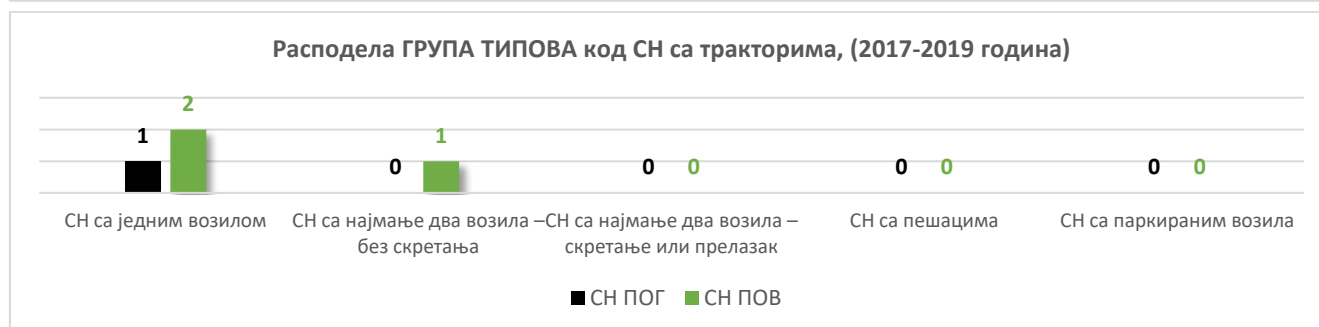 Расподела ГРУПА ТИПОВА код СН са тракторима, (2017-2019 година)
1
2
0
1
0
0
0
0
0
0
СН са једним возилом
СН са најмање два возила –
без скретања
СН са најмање два возила –
скретање или прелазак
СН са пешацима
СН са паркираним возила
СН ПОГ
СН ПОВ